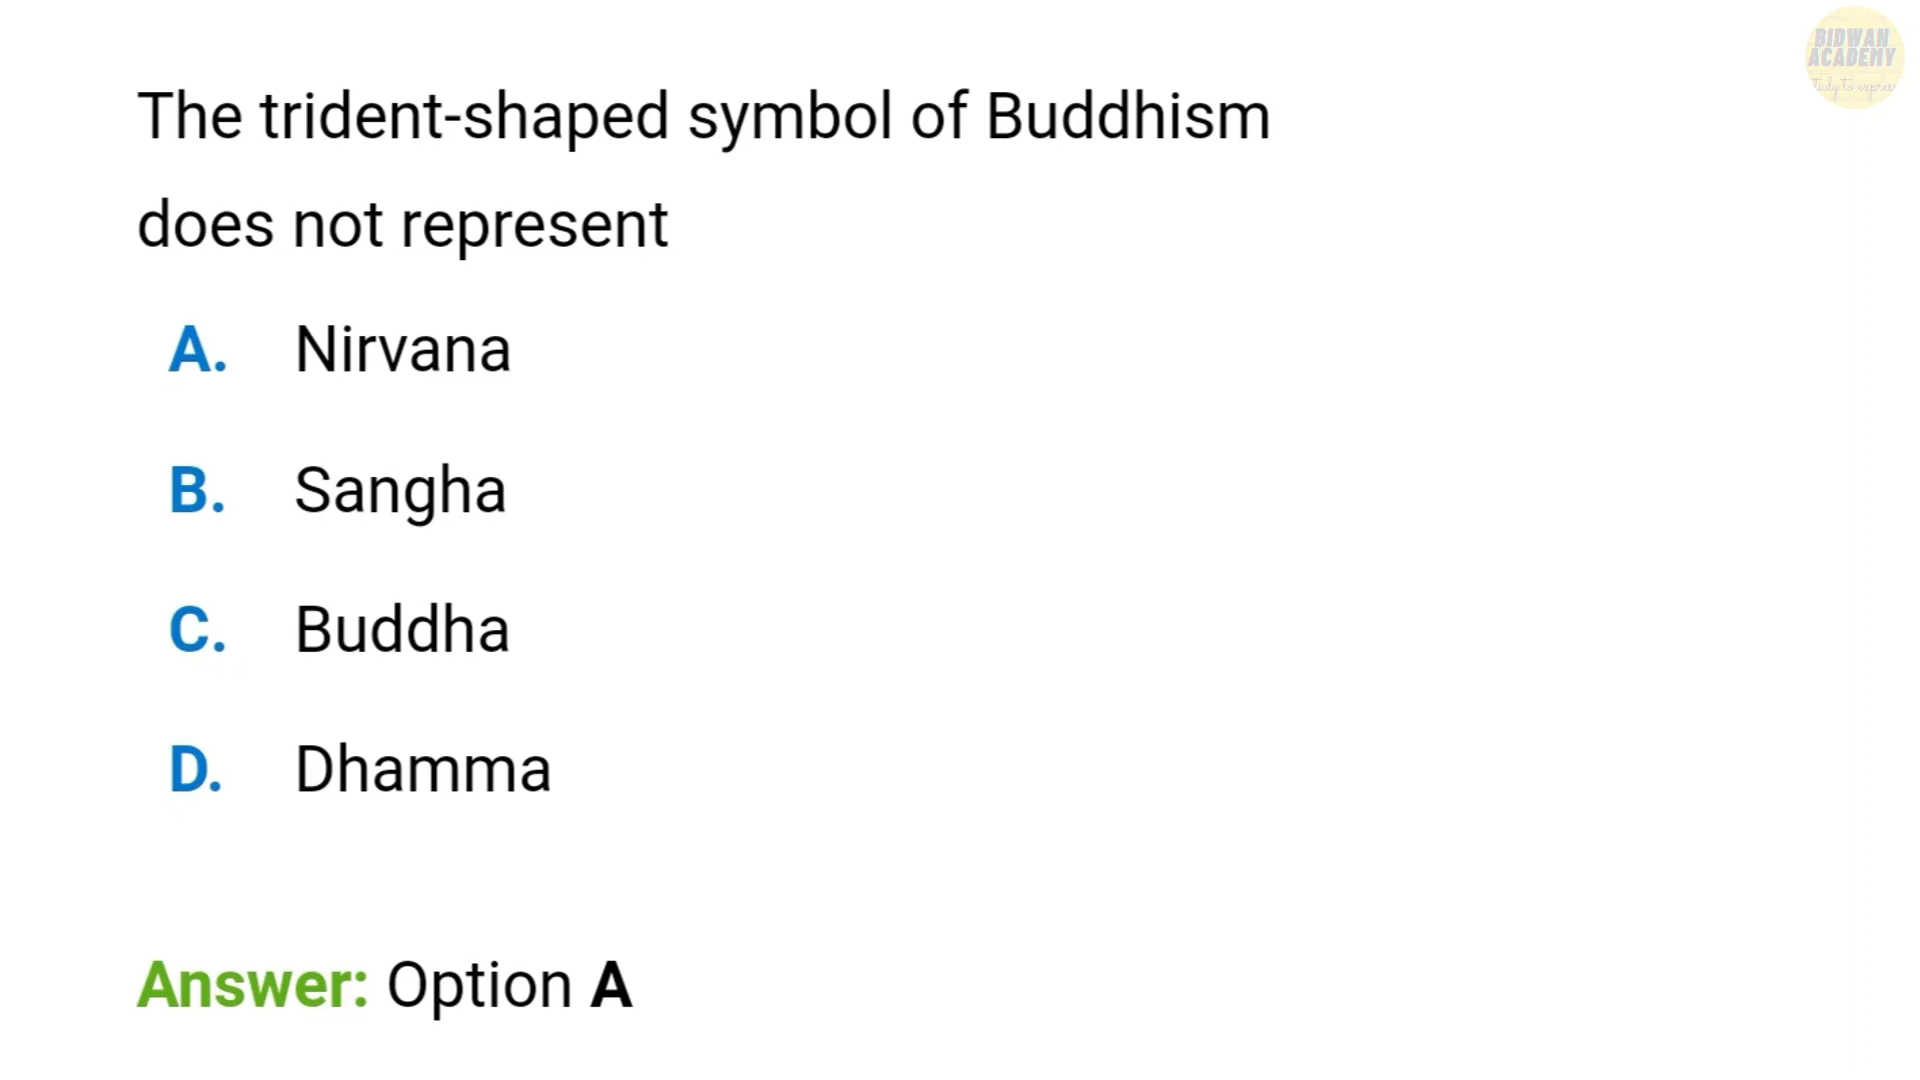 BIDWAN
ACADEMY
The trident-shaped symbol of Buddhism
does not represent
A. Nirvana
B. Sangha
C. Buddha
D. Dhamma
Answer: Option A